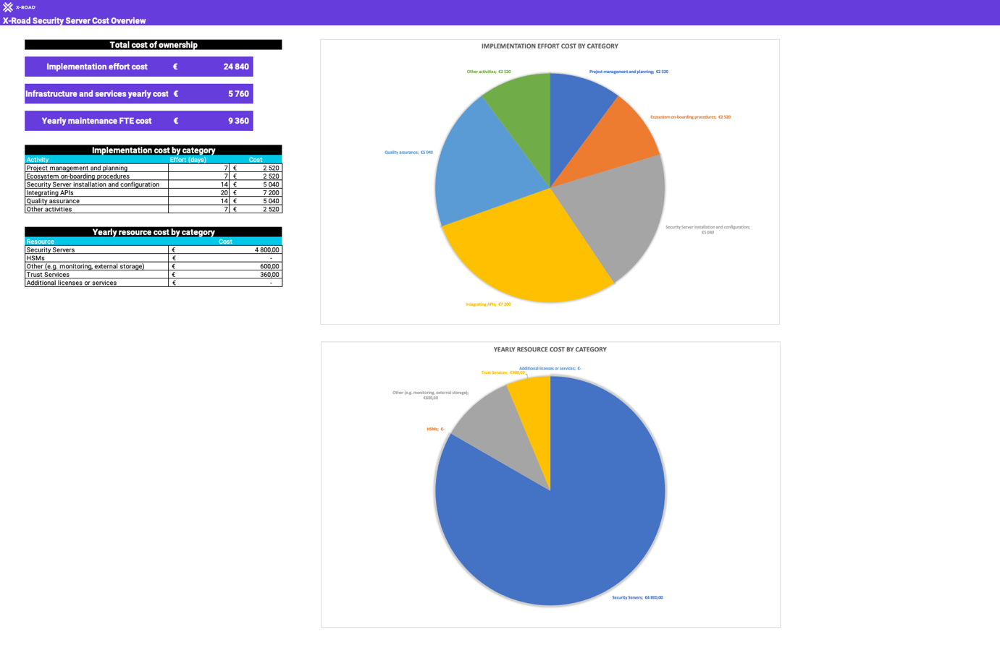 X-ROAD
X-Road Security Server Cost Overview
Total cost of ownership
Implementation effort cost € 24 840
Infrastructure and services yearly cost € 5 760
Yearly maintenance FTE cost € 9 360
Implementation cost by category
Activity Effort (days) Cost
Project management and planning 7 € 2 520
Ecosystem on-boarding procedures 7 € 2 520
Security Server installation and configuration 14 € 5 040
Integrating APIs 20 € 7 200
Quality assurance 14 € 5 040
Other activities 7 € 2 520
Yearly resource cost by category
Resource Cost
Security Servers € 4 800,00
HSMs € -
Other (e.g. monitoring, external storage) € 600,00
Trust Services € 360,00
Additional licenses or services € -
IMPLEMENTATION EFFORT COST BY CATEGORY
Other activities; €2 520
Project management and planning; €2 520
Ecosystem on-boarding procedures; €2 520
Quality assurance; €5 040
Security Server installation and configuration;
€5 040
Integrating APIs; €7 200
YEARLY RESOURCE COST BY CATEGORY
Additional licenses or services; €-
Trust Services; €360,00
Other (e.g. monitoring, external storage);
€600,00
HSMs; €-
Security Servers; €4 800,00